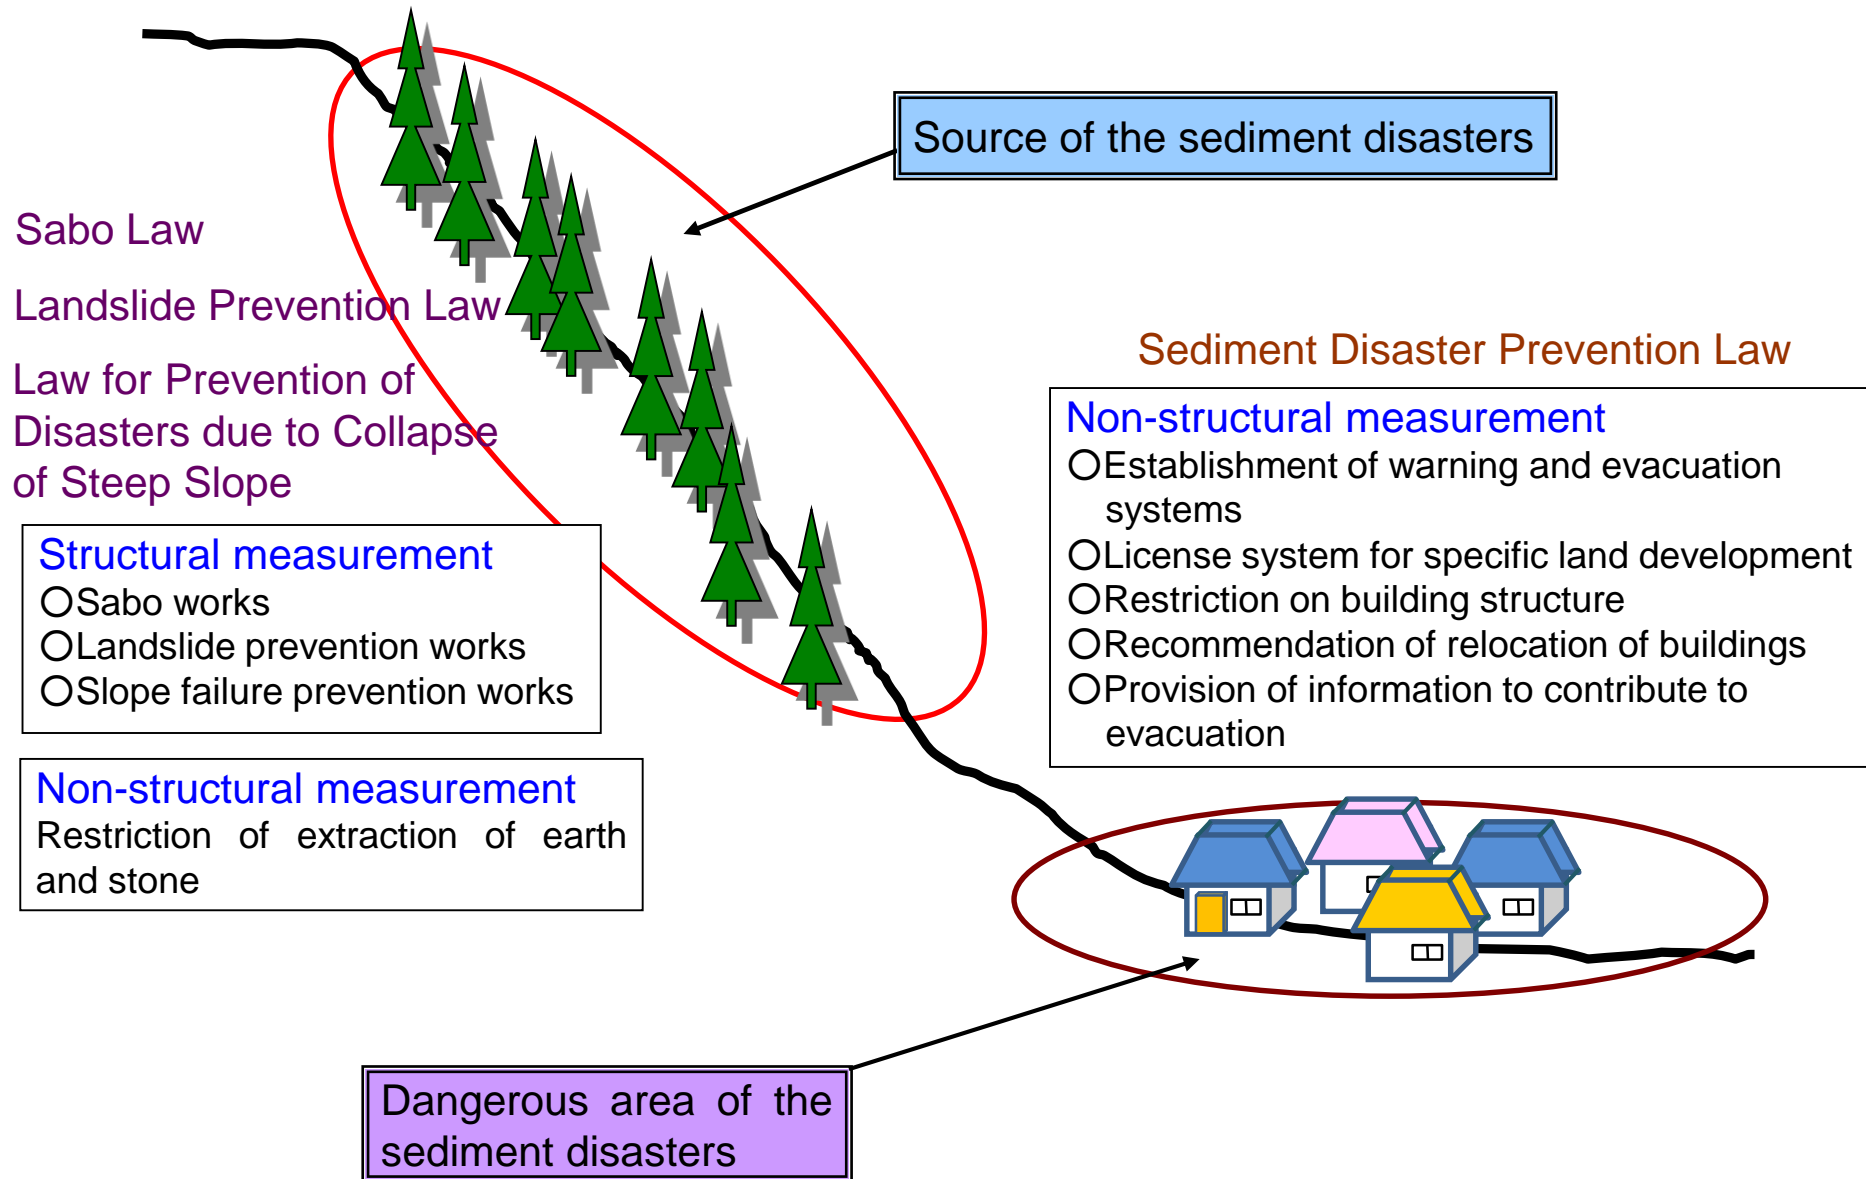 Source of the sediment disasters
Sabo Law
Landslide Prevention Law
Law for Prevention of
Disasters due to Collapse
of Steep Slope
Structural measurement
○Sabo works
○Landslide prevention works
○Slope failure prevention works
Non-structural measurement
Restriction of extraction of earth
and stone
Sediment Disaster Prevention Law
Non-structural measurement
○Establishment of warning and evacuation
systems
○License system for specific land development
○Restriction on building structure
○Recommendation of relocation of buildings
○Provision of information to contribute to
evacuation
Dangerous area of the
sediment disasters